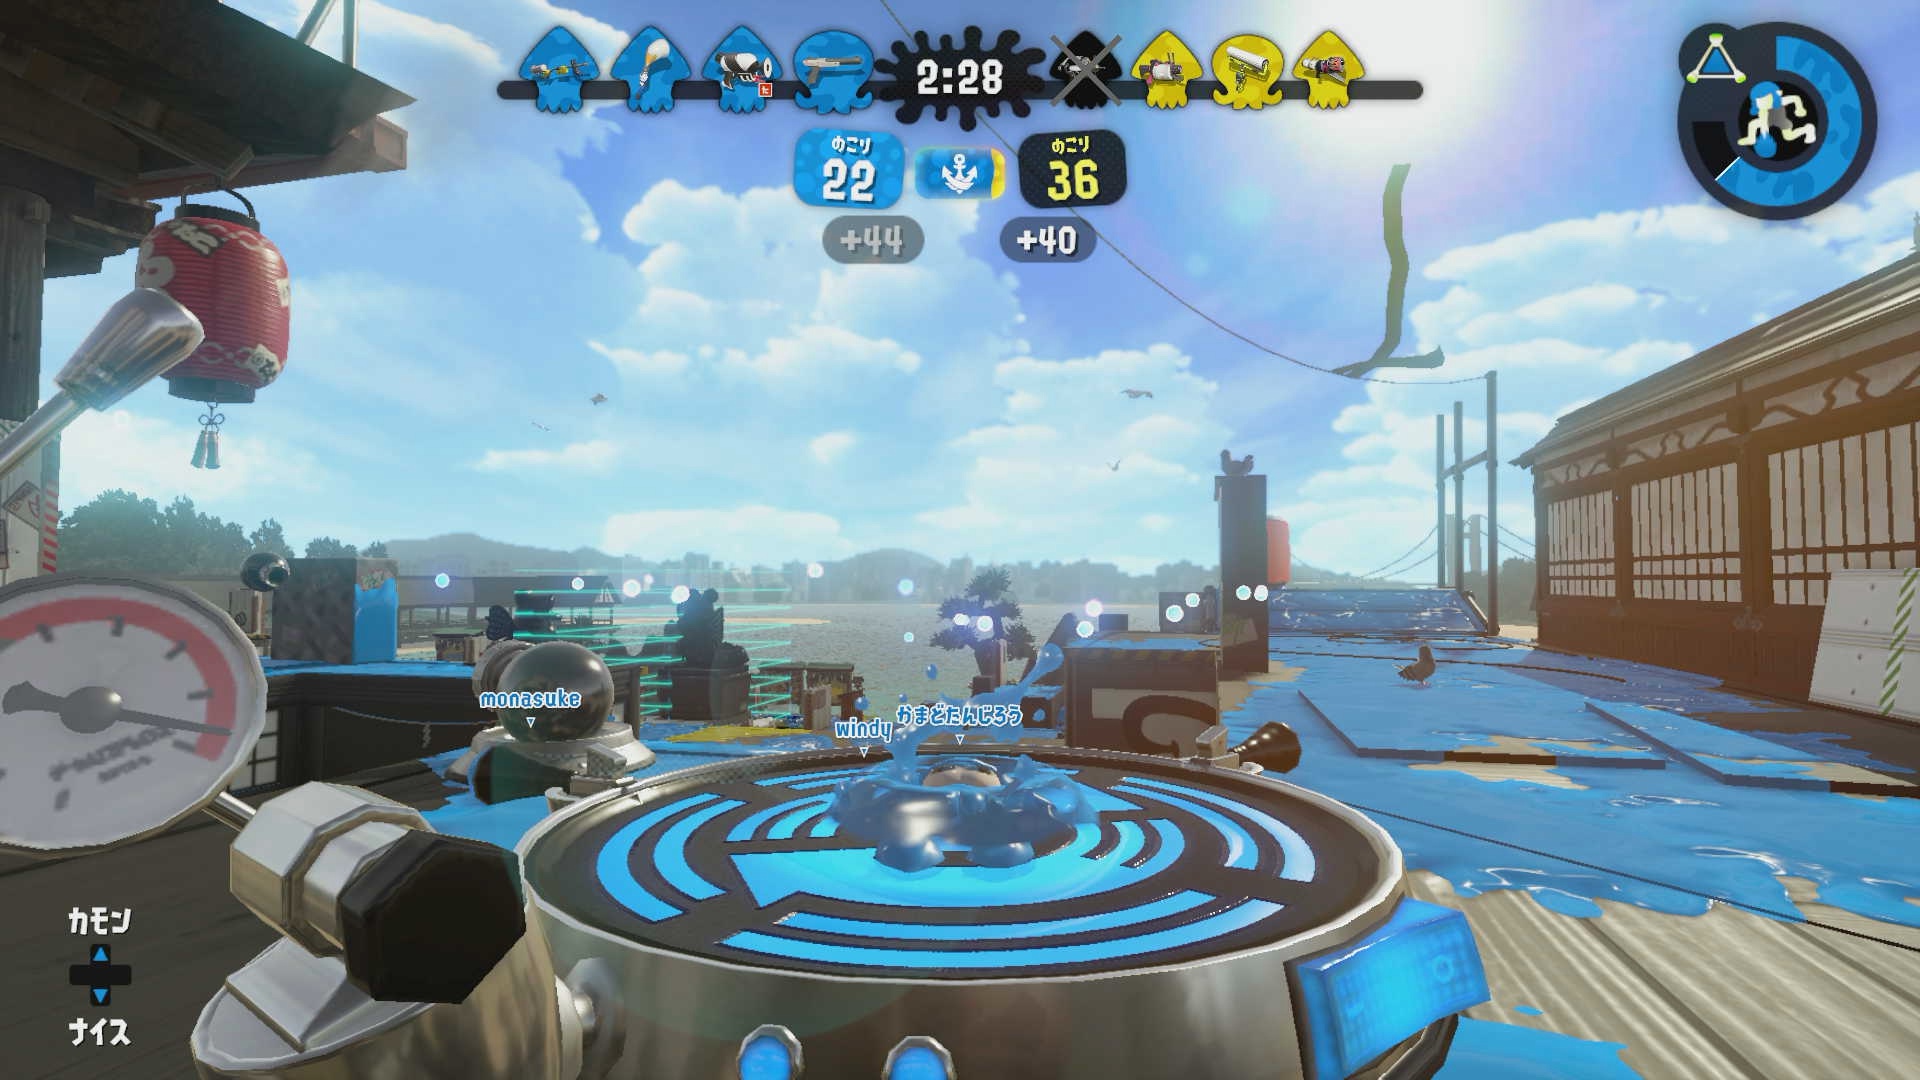 2:28
のこり
22
のこり
36
+44
+40
monasuke
windy
かまどたんじろう
カモン
ナイス